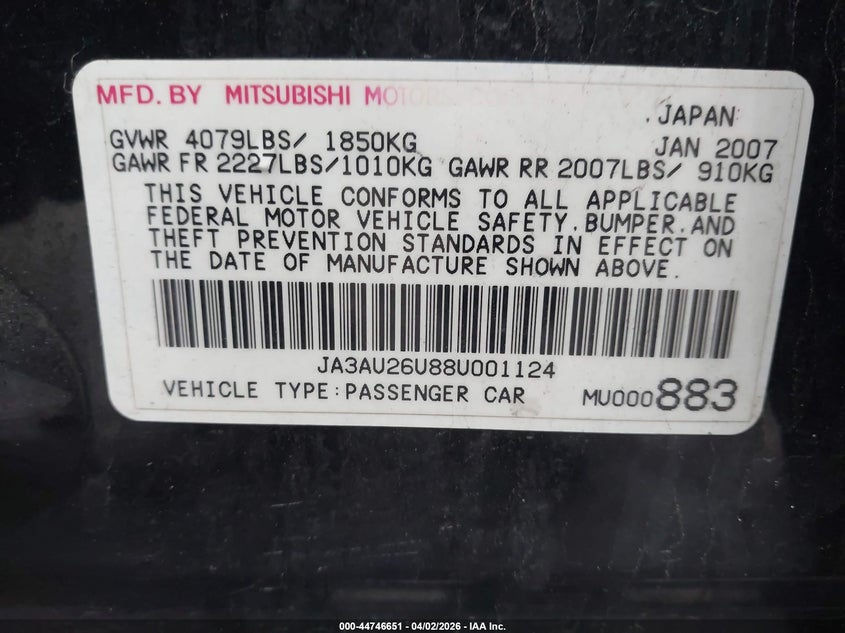 MFD. BY MITSUBISHI MOTORS
JAPAN
GVWR 4079LBS/ 1850KG JAN 2007
GAWR FR 2227LBS/1010KG GAWR RR 2007LBS/ 910KG
THIS VEHICLE CONFORMS TO ALL APPLICABLE
FEDERAL MOTOR VEHICLE SAFETY, BUMPER, AND
THEFT PREVENTION STANDARDS IN EFFECT ON
THE DATE OF MANUFACTURE SHOWN ABOVE.
JA3AU26U88U001124
VEHICLE TYPE:PASSENGER CAR MU000883
000-44746651 - 04/02/2026 - IAA Inc.